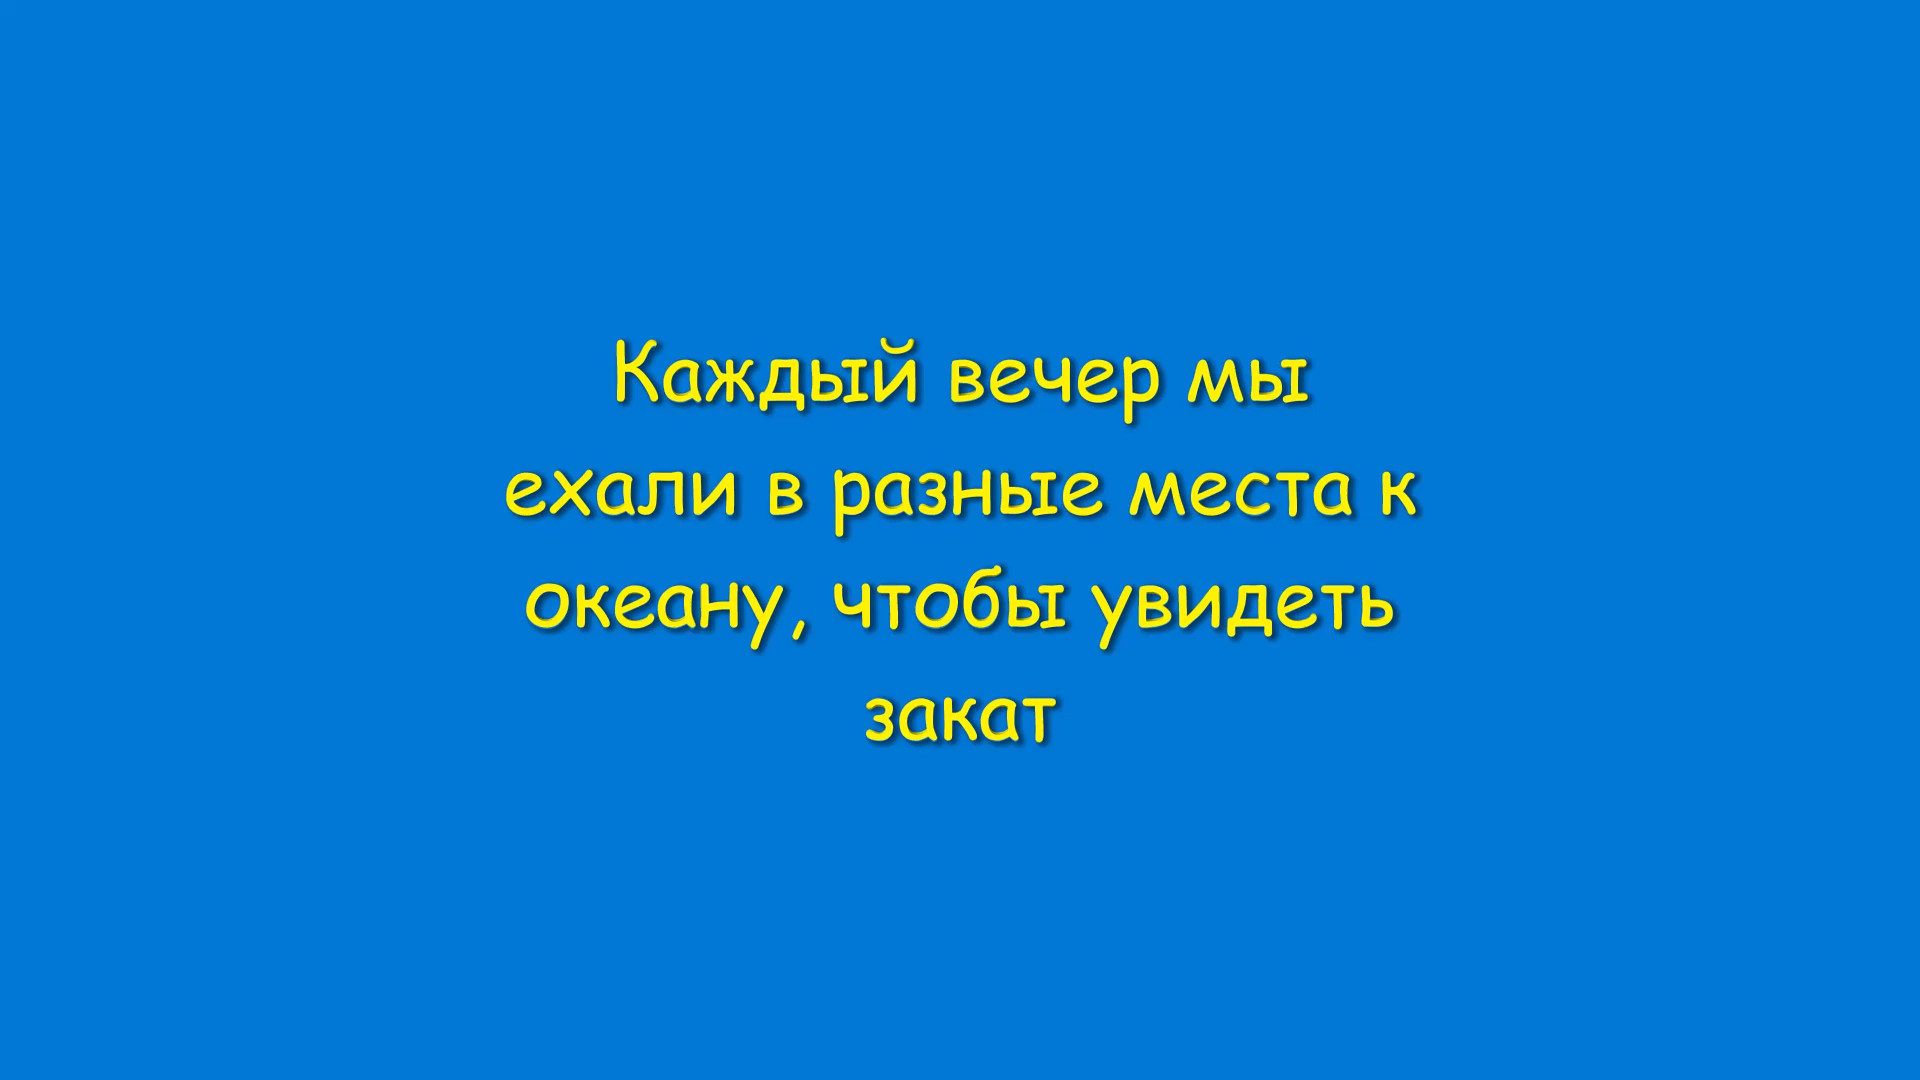 Каждый вечер мы
ехали в разные места к
океану, чтобы увидеть
закат